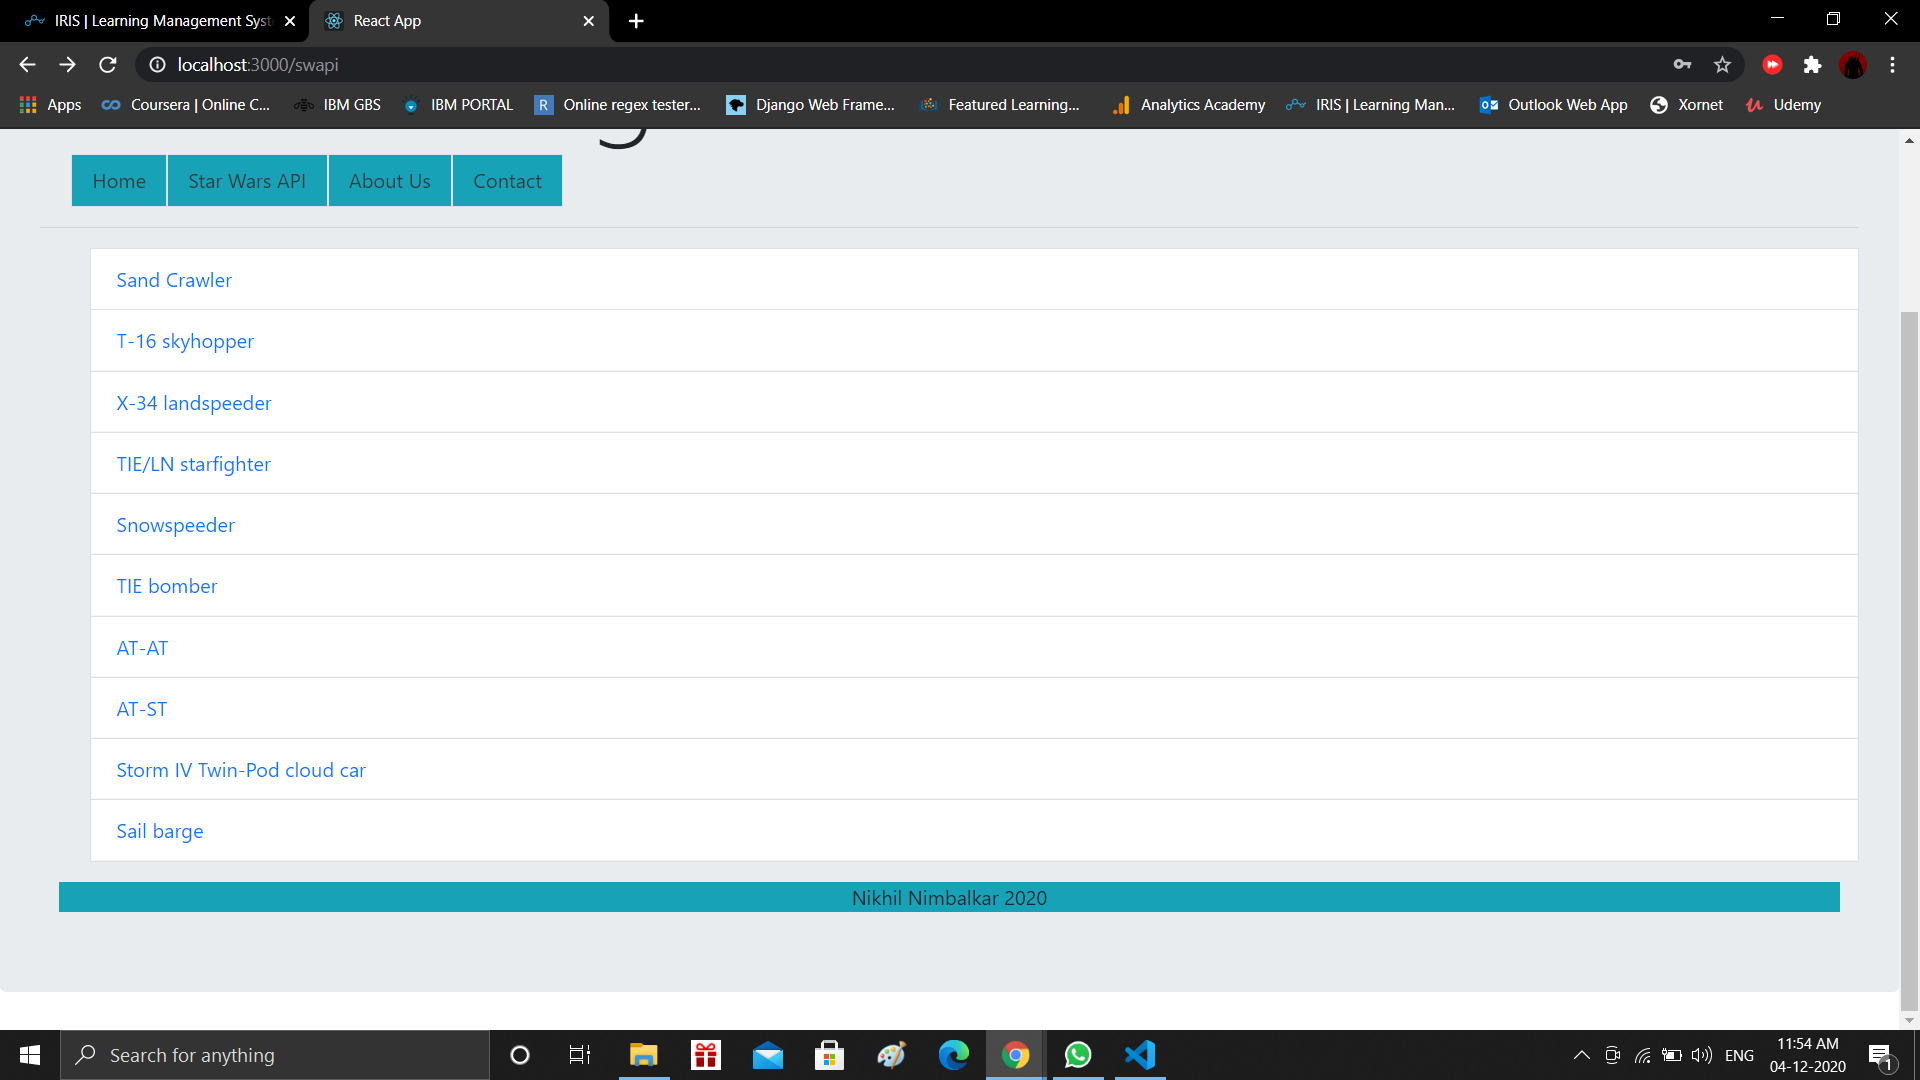 IRIS | Learning Management Syst
React App
localhost:3000/swapi
Apps Coursera | Online C... IBM GBS IBM PORTAL R Online regex tester... Django Web Frame... Featured Learning... Analytics Academy IRIS | Learning Man... Outlook Web App Xornet Udemy
Home Star Wars API About Us Contact
Sand Crawler
T-16 skyhopper
X-34 landspeeder
TIE/LN starfighter
Snowspeeder
TIE bomber
AT-AT
AT-ST
Storm IV Twin-Pod cloud car
Sail barge
Nikhil Nimbalkar 2020
Search for anything
ENG
11:54 AM
04-12-2020
1